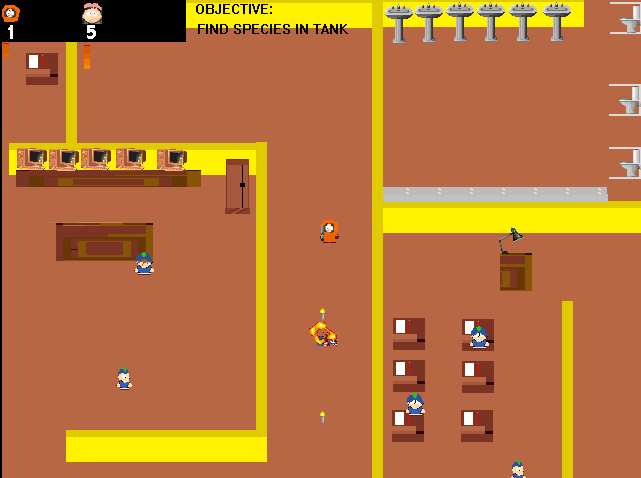 OBJECTIVE:
FIND SPECIES IN TANK
1
5